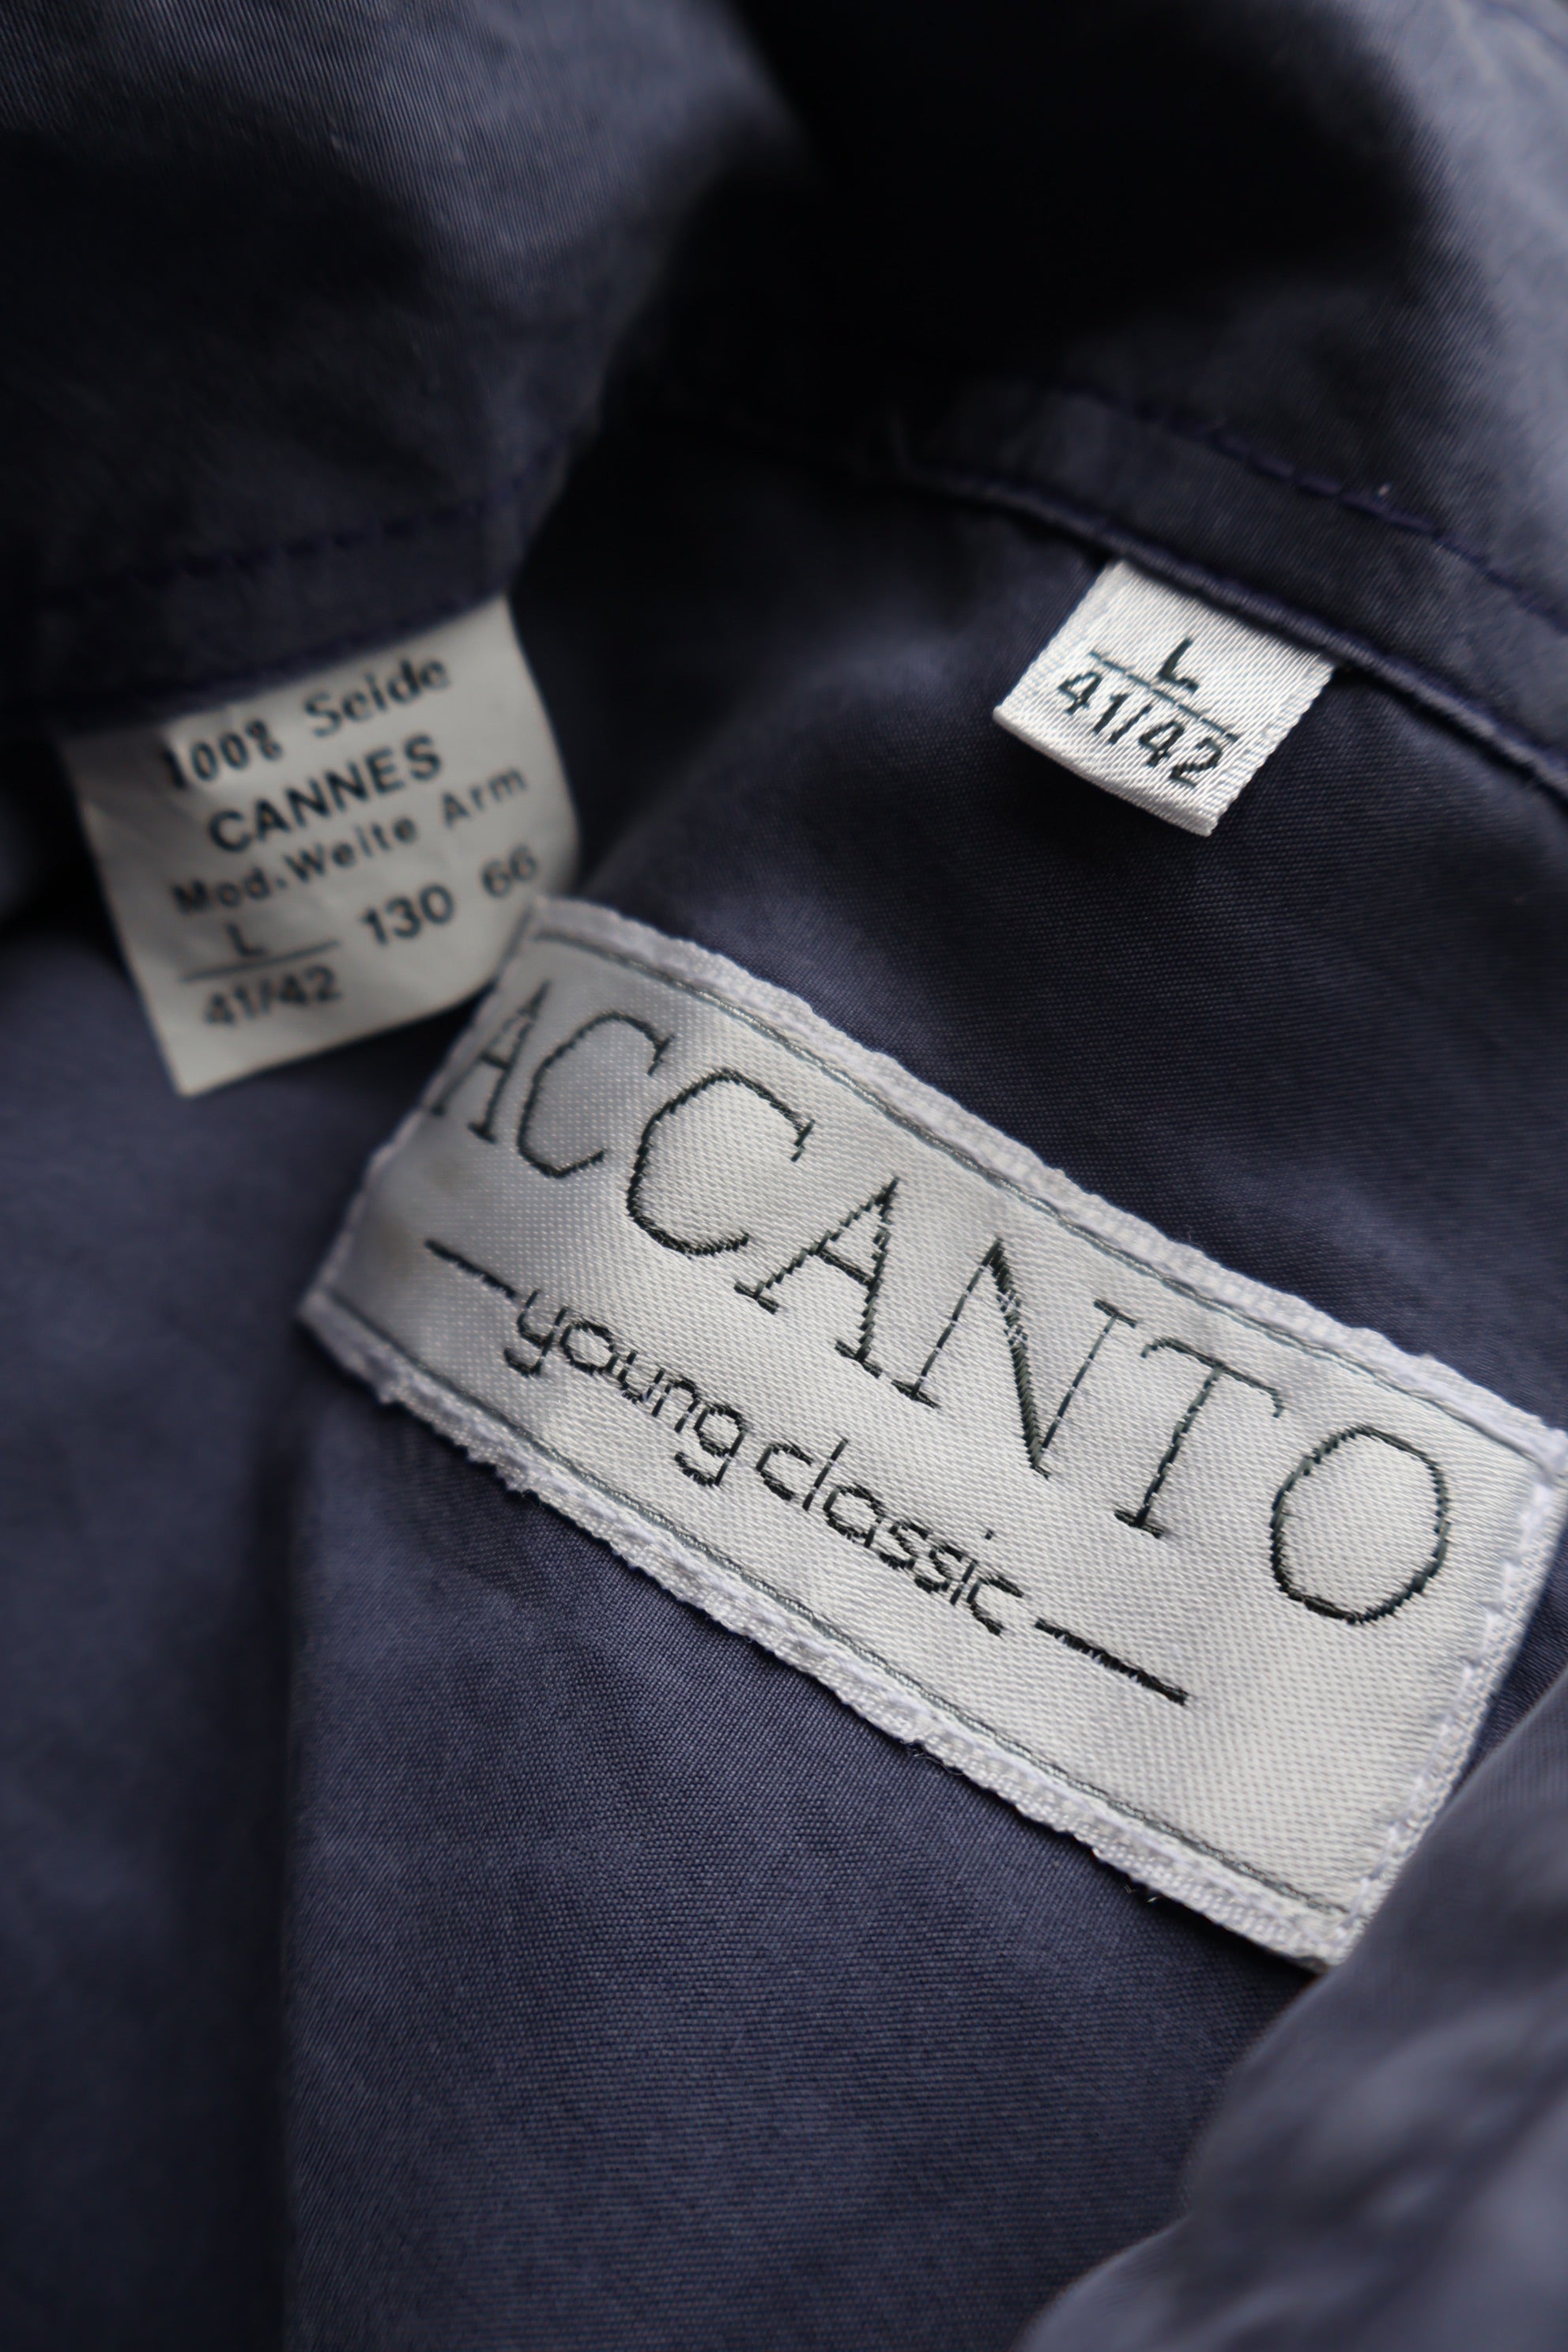 100% Seide
CANNES
Mod.Weite Arm
L 130 66
41/42
L
41/42
ACCANTO
—young classic—